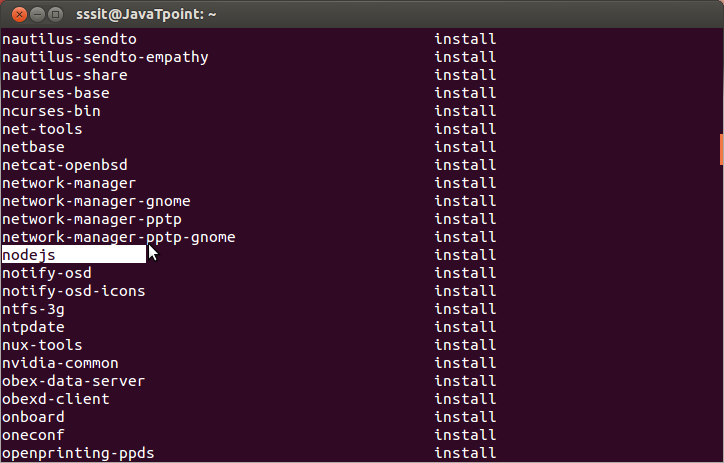 sssit@JavaTpoint: ~
nautilus-sendto install
nautilus-sendto-empathy install
nautilus-share install
ncurses-base install
ncurses-bin install
net-tools install
netbase install
netcat-openbsd install
network-manager install
network-manager-gnome install
network-manager-pptp install
network-manager-pptp-gnome install
nodejs install
notify-osd install
notify-osd-icons install
ntfs-3g install
ntpdate install
nux-tools install
nvidia-common install
obex-data-server install
obexd-client install
onboard install
oneconf install
openprinting-ppds install